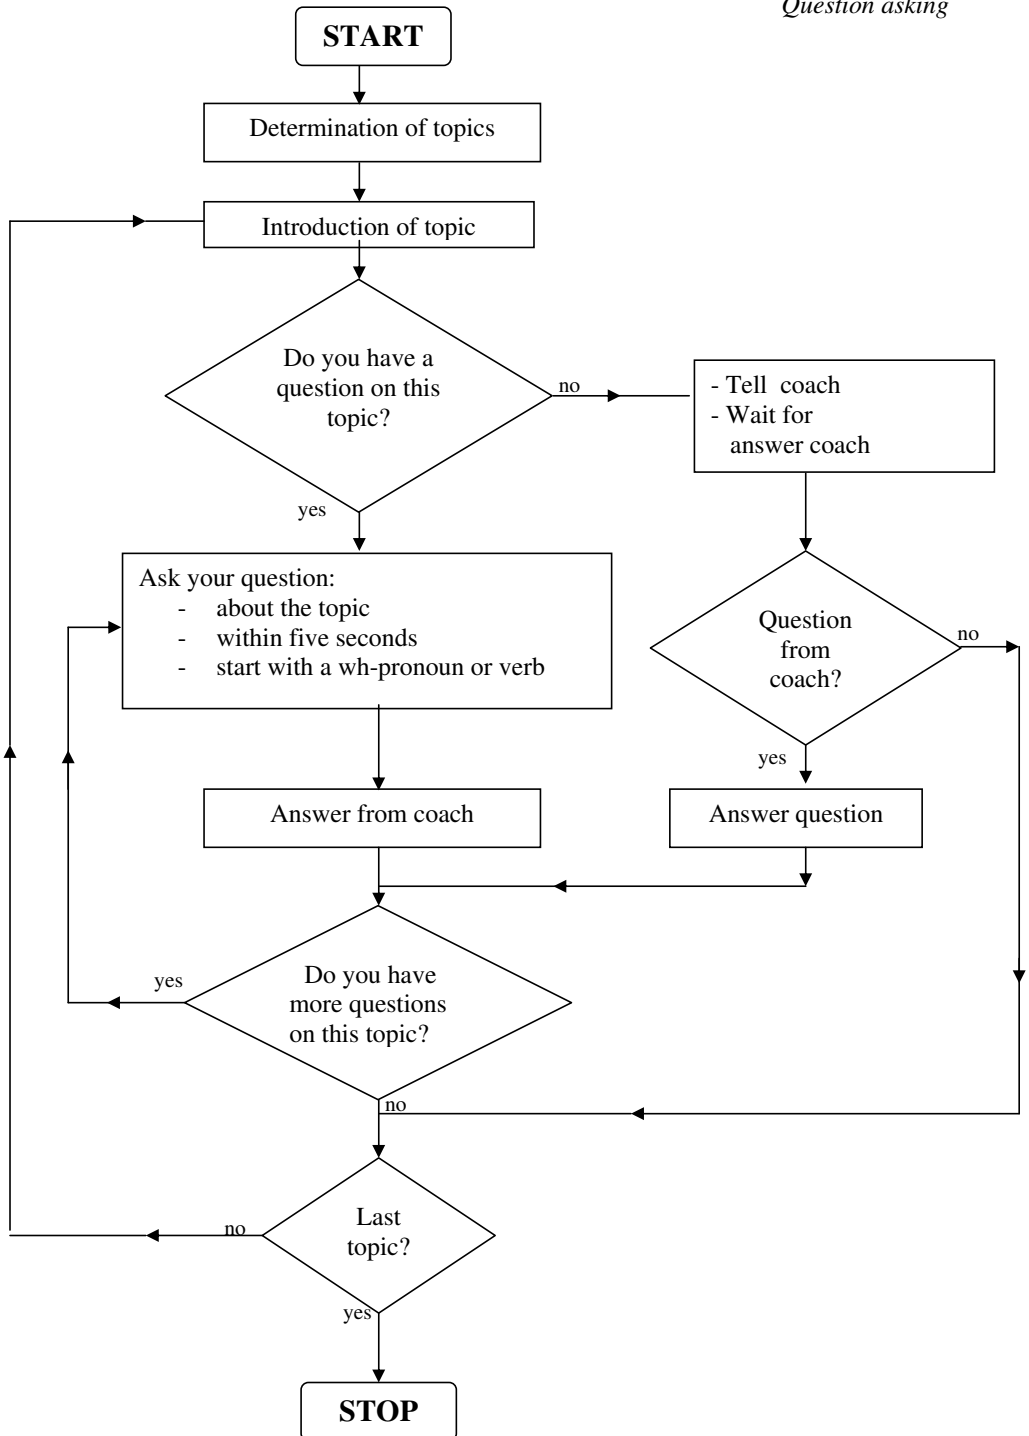 Question asking
START
Determination of topics
Introduction of topic
Do you have a
question on this
topic?
no
- Tell coach
- Wait for
answer coach
yes
Ask your question:
- about the topic
- within five seconds
- start with a wh-pronoun or verb
Question
from
coach?
no
yes
Answer from coach
Answer question
Do you have
more questions
on this topic?
yes
no
Last
topic?
no
yes
STOP